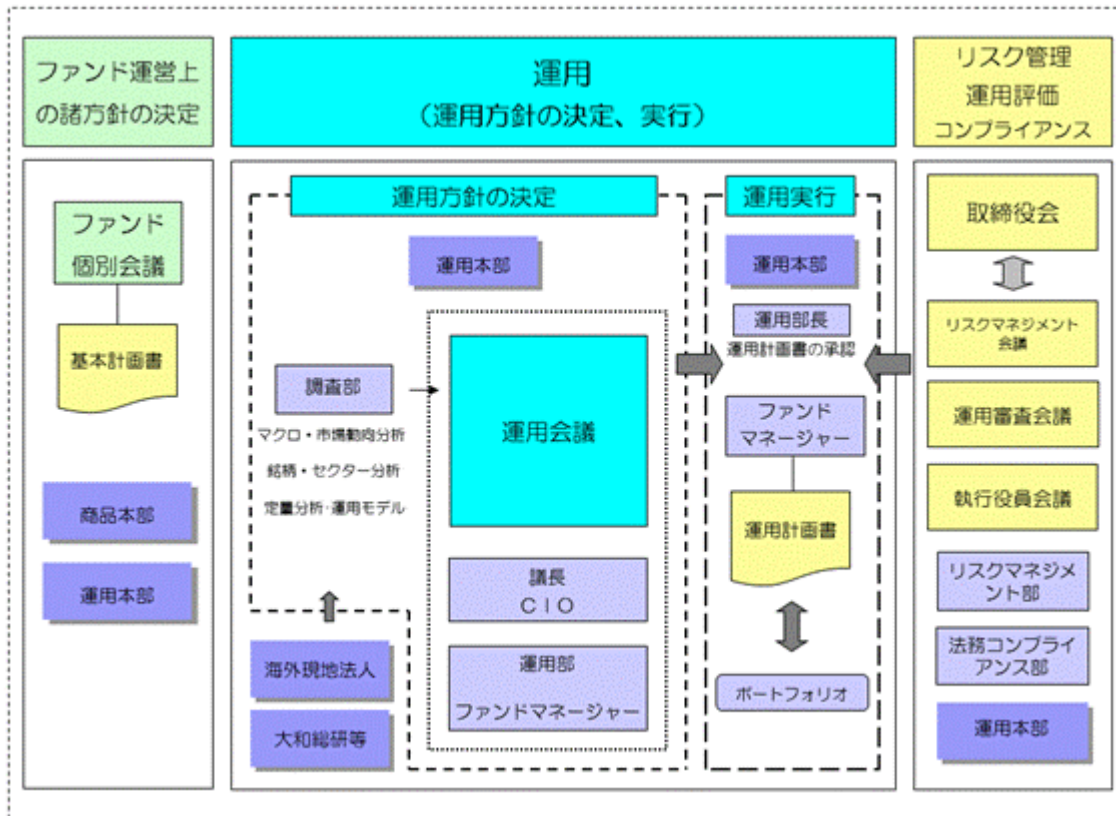 ファンド運営上
の諸方針の決定
運用
（運用方針の決定、実行）
リスク管理
運用評価
コンプライアンス
ファンド
個別会議
基本計画書
商品本部
運用本部
運用方針の決定
運用本部
調査部
マクロ・市場動向分析
銘柄・セクター分析
定量分析・運用モデル
運用会議
議長
ＣＩＯ
運用部
ファンドマネージャー
海外現地法人
大和総研等
運用実行
運用本部
運用部長
運用計画書の承認
ファンド
マネージャー
運用計画書
ポートフォリオ
取締役会
リスクマネジメント
会議
運用審査会議
執行役員会議
リスクマネジメ
ント部
法務コンプライ
アンス部
運用本部